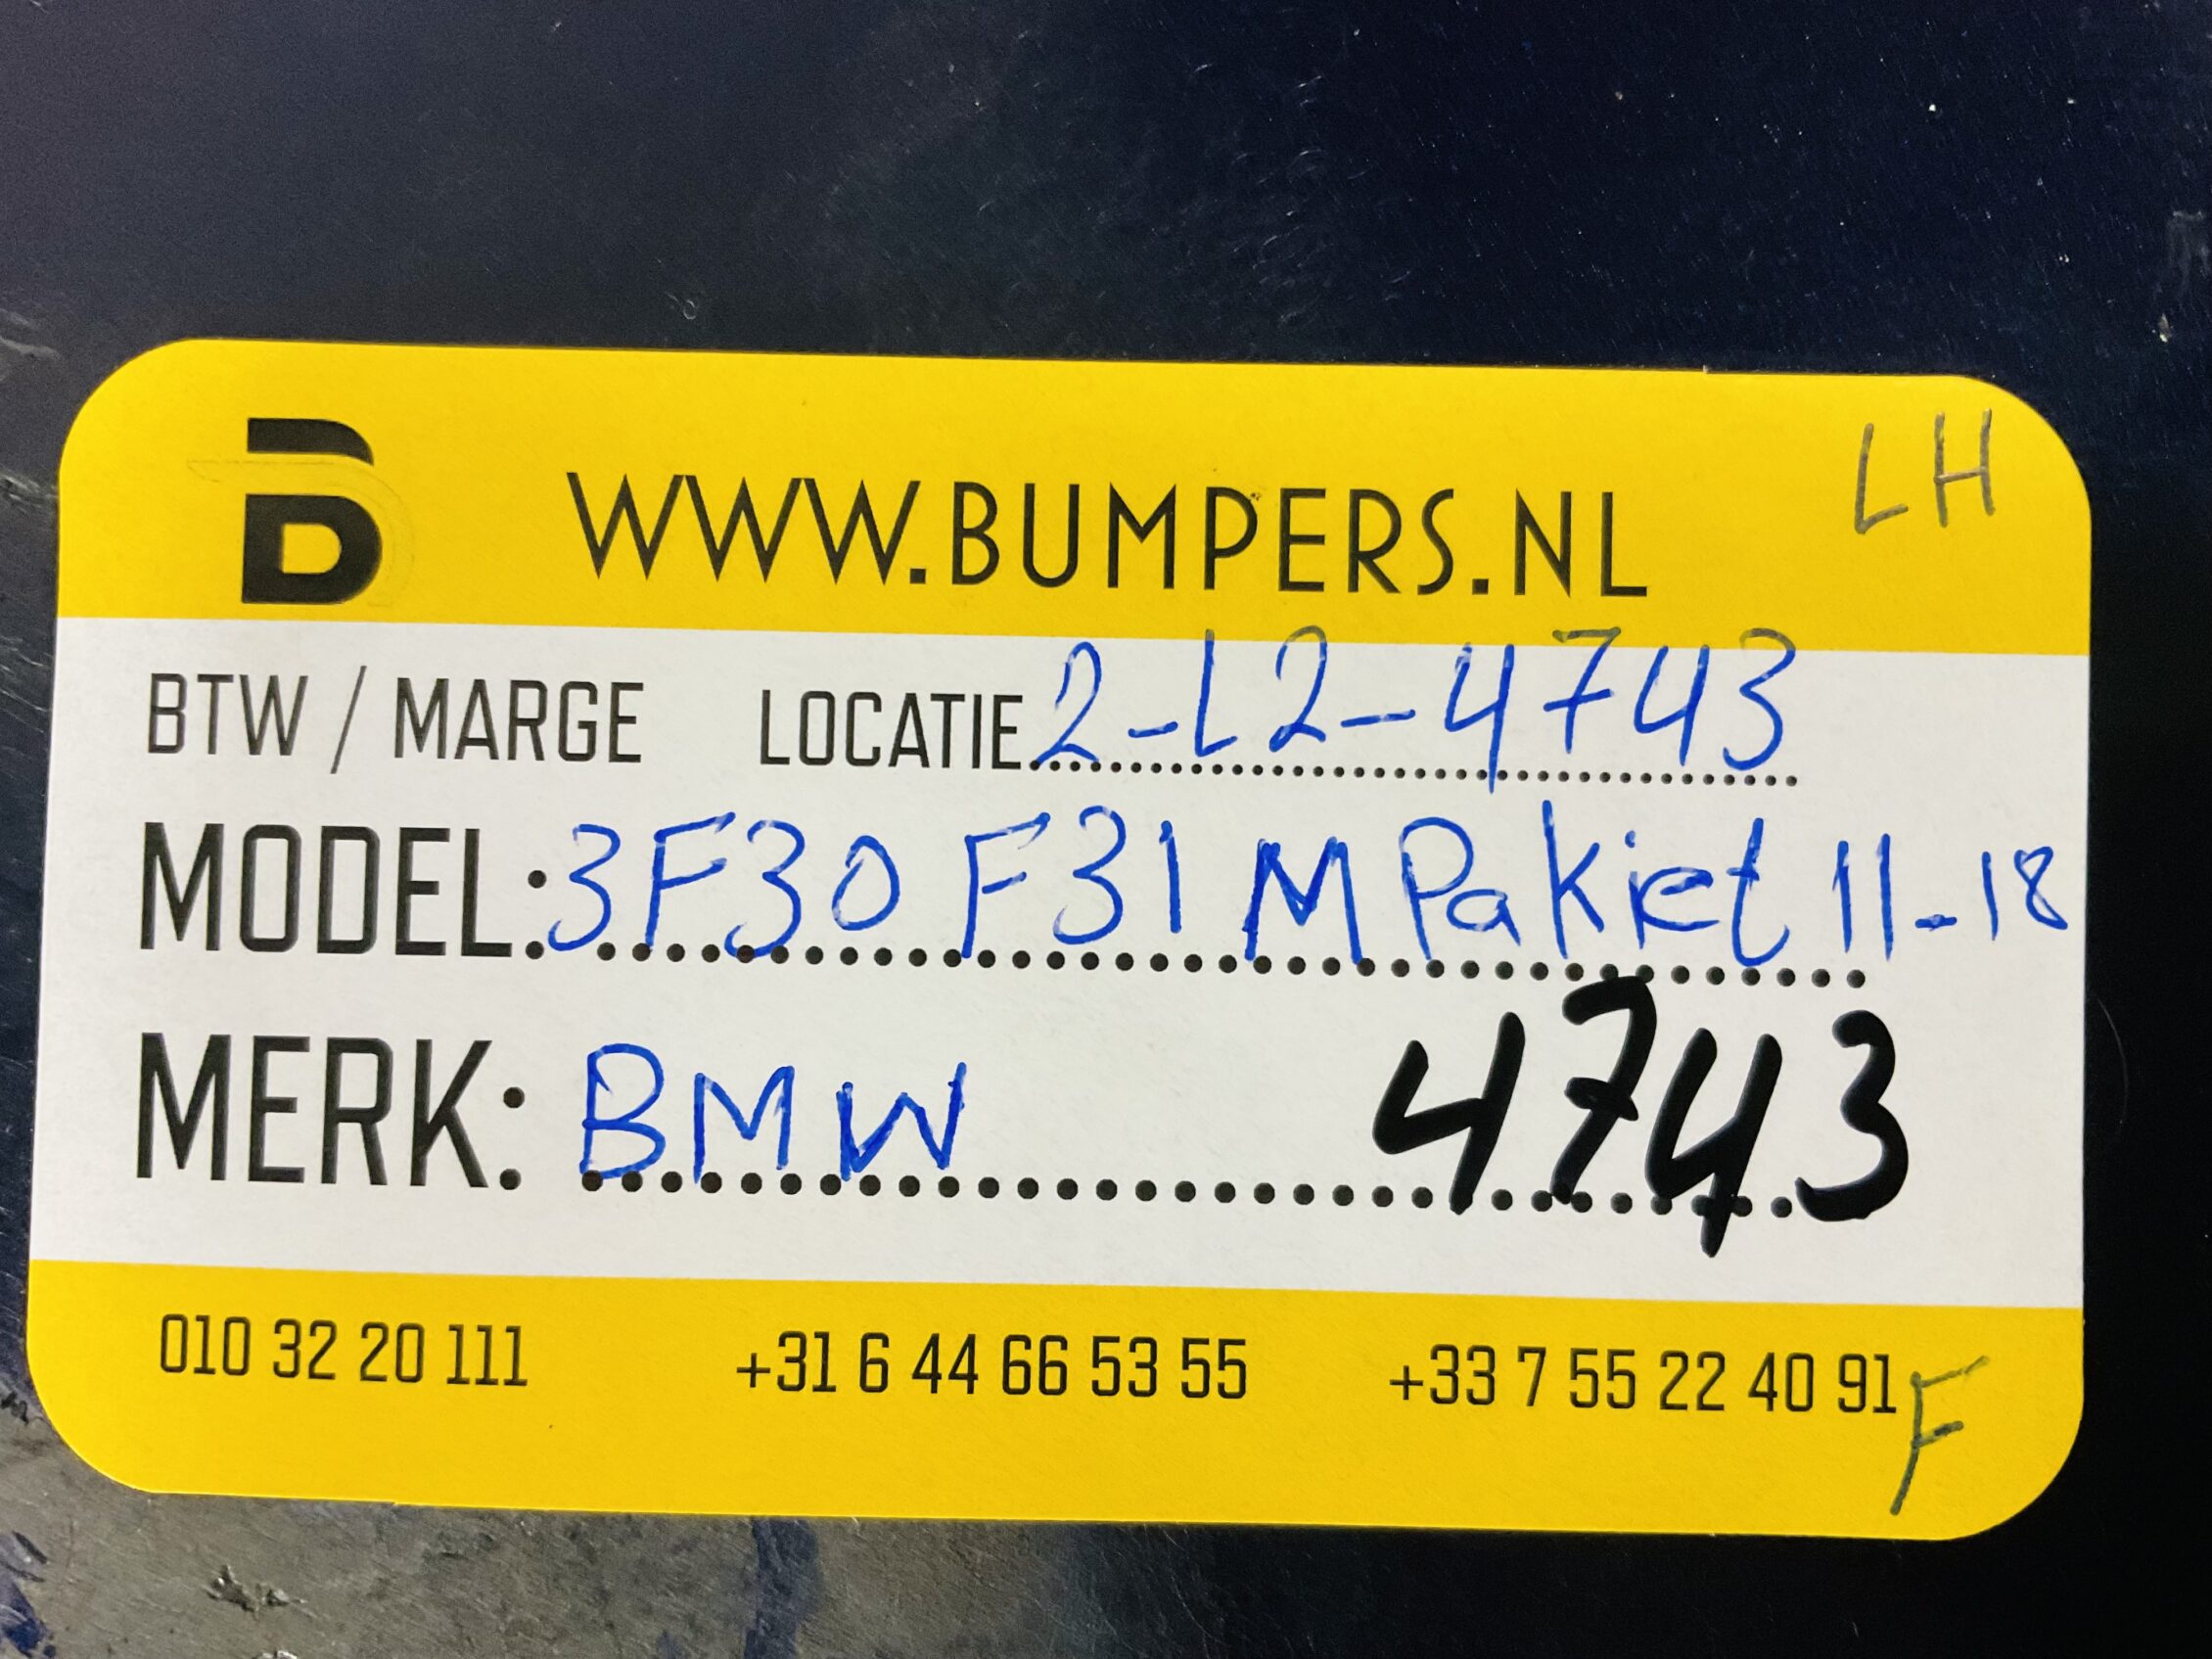 LH
WWW.BUMPERS.NL
BTW / MARGE LOCATIE 2-L2-4743
MODEL: 3F30 F31 M Pakiet 11-18
MERK: BMW 4743
010 32 20 111 +31 6 44 66 53 55 +33 7 55 22 40 91 F